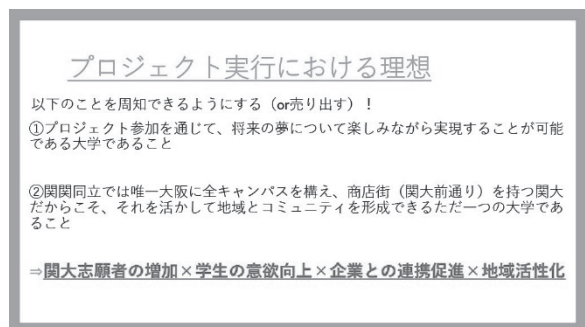 プロジェクト実行における理想
以下のことを周知できるようにする（or売り出す）！
①プロジェクト参加を通じて、将来の夢について楽しみながら実現することが可能
である大学であること
②関関同立では唯一大阪に全キャンパスを構え、商店街（関大前通り）を持つ関大
だからこそ、それを活かして地域とコミュニティを形成できるただ一つの大学であ
ること
⇒関大志願者の増加×学生の意欲向上×企業との連携促進×地域活性化